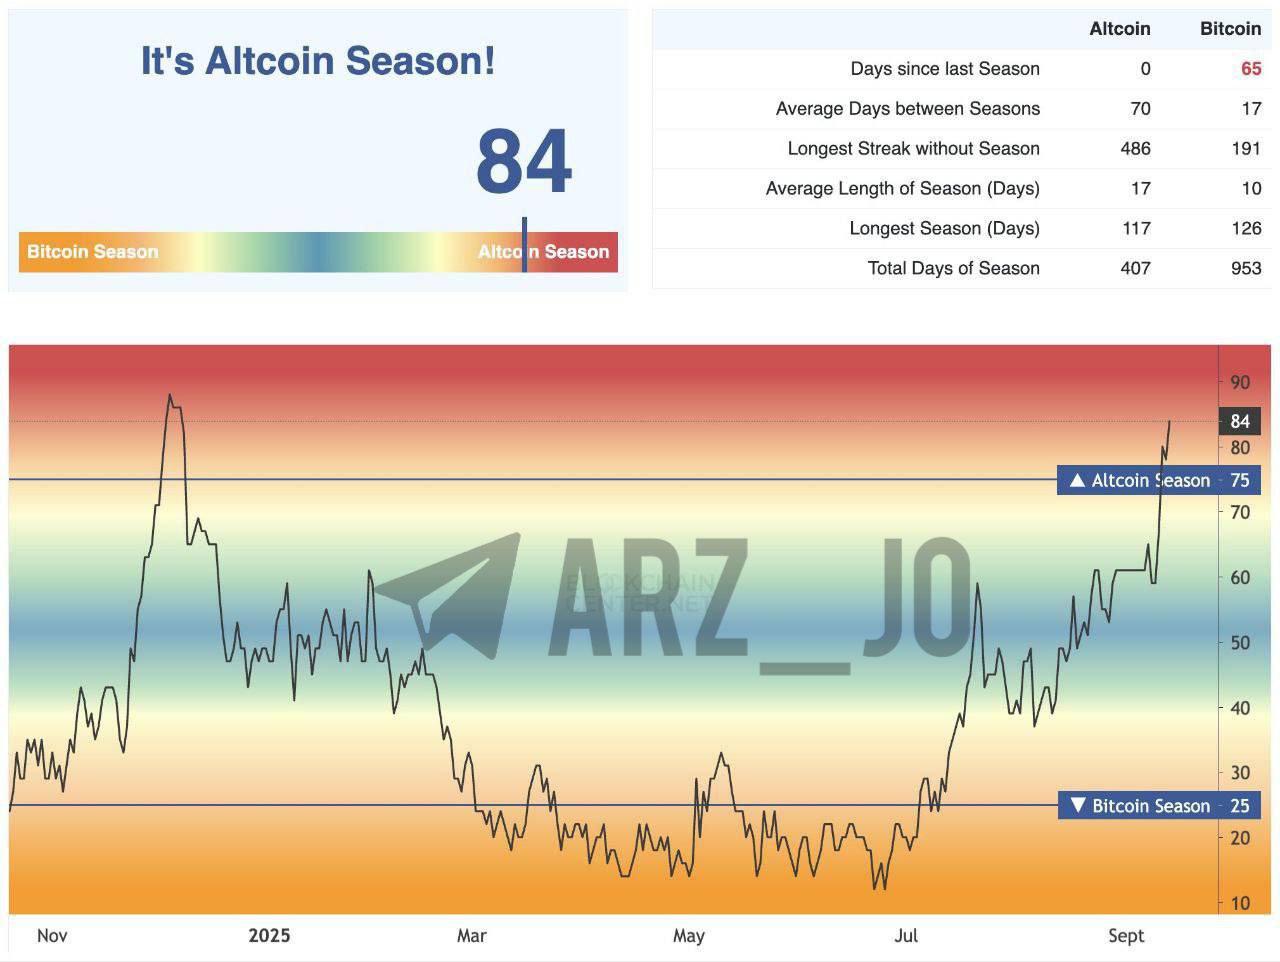 It's Altcoin Season!
84
Bitcoin Season Altcoin Season
Altcoin Bitcoin
Days since last Season 0 65
Average Days between Seasons 70 17
Longest Streak without Season 486 191
Average Length of Season (Days) 17 10
Longest Season (Days) 117 126
Total Days of Season 407 953
90
84
80
▲ Altcoin Season 75
70
BLOCKCHAIN
CENTER.NET
ARZ__JO
60
50
40
30
▼ Bitcoin Season 25
20
10
Nov 2025 Mar May Jul Sept